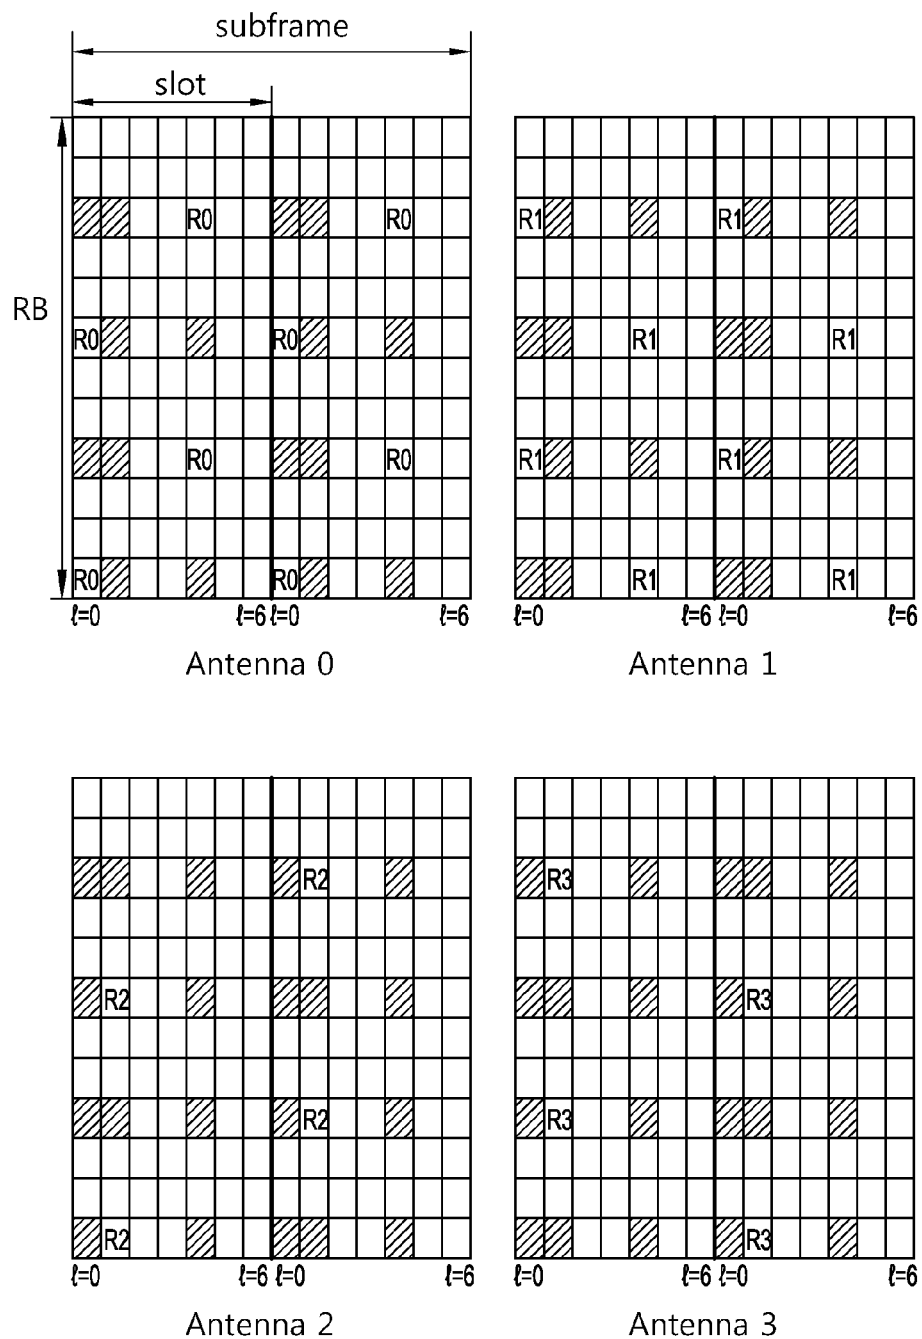 subframe
slot
R0 R0 R1 R1
RB
R0 R0 R1 R1
R0 R0 R1 R1
R0 R0 R1 R1
ℓ=0 ℓ=6 ℓ=0 ℓ=6 ℓ=0 ℓ=6 ℓ=0 ℓ=6
Antenna 0 Antenna 1
R2 R3
R2 R3
R2 R3
R2 R3
ℓ=0 ℓ=6 ℓ=0 ℓ=6 ℓ=0 ℓ=6 ℓ=0 ℓ=6
Antenna 2 Antenna 3